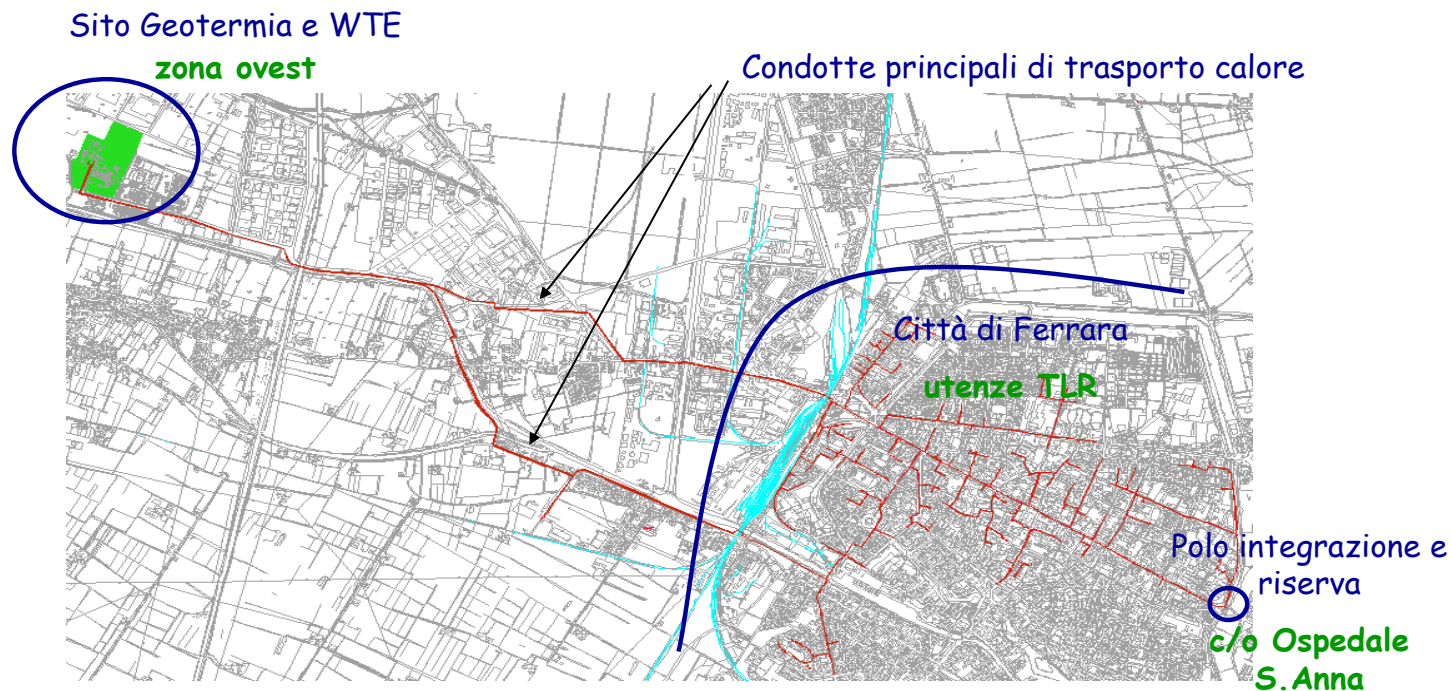 Sito Geotermia e WTE
zona ovest
Condotte principali di trasporto calore
Città di Ferrara
utenze TLR
Polo integrazione e
riserva
c/o Ospedale
S.Anna